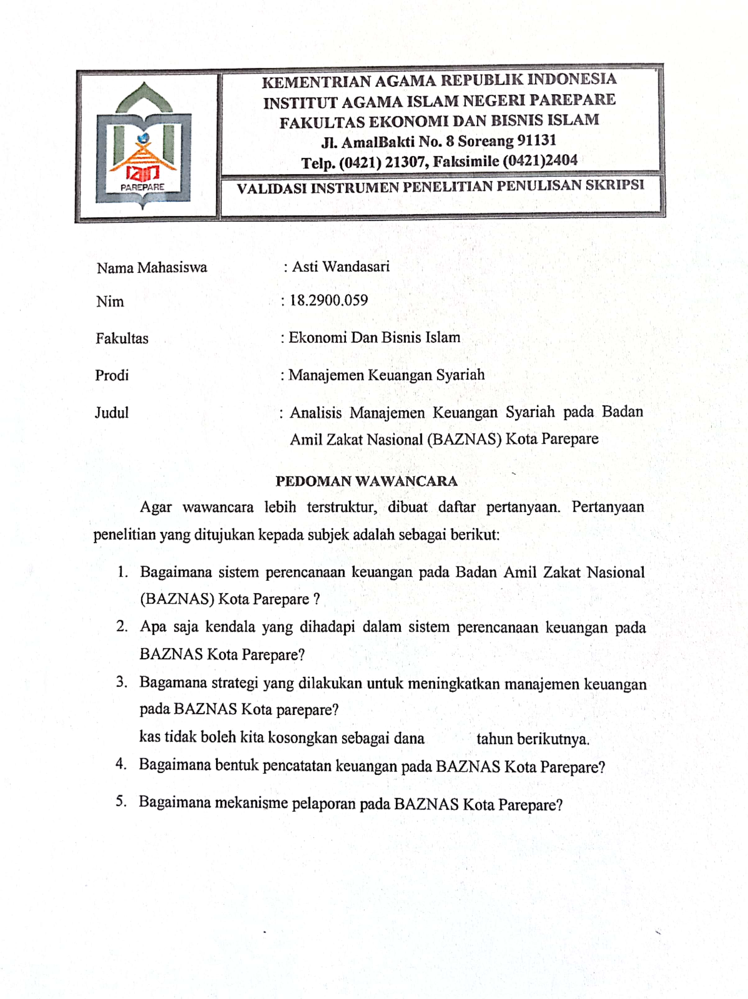 KEMENTRIAN AGAMA REPUBLIK INDONESIA
INSTITUT AGAMA ISLAM NEGERI PAREPARE
FAKULTAS EKONOMI DAN BISNIS ISLAM
Jl. AmalBakti No. 8 Soreang 91131
Telp. (0421) 21307, Faksimile (0421)2404
IAIN
PAREPARE
VALIDASI INSTRUMEN PENELITIAN PENULISAN SKRIPSI
Nama Mahasiswa : Asti Wandasari
Nim : 18.2900.059
Fakultas : Ekonomi Dan Bisnis Islam
Prodi : Manajemen Keuangan Syariah
Judul : Analisis Manajemen Keuangan Syariah pada Badan
Amil Zakat Nasional (BAZNAS) Kota Parepare
PEDOMAN WAWANCARA
Agar wawancara lebih terstruktur, dibuat daftar pertanyaan. Pertanyaan
penelitian yang ditujukan kepada subjek adalah sebagai berikut:
1. Bagaimana sistem perencanaan keuangan pada Badan Amil Zakat Nasional
(BAZNAS) Kota Parepare ?
2. Apa saja kendala yang dihadapi dalam sistem perencanaan keuangan pada
BAZNAS Kota Parepare?
3. Bagamana strategi yang dilakukan untuk meningkatkan manajemen keuangan
pada BAZNAS Kota parepare?
kas tidak boleh kita kosongkan sebagai dana tahun berikutnya.
4. Bagaimana bentuk pencatatan keuangan pada BAZNAS Kota Parepare?
5. Bagaimana mekanisme pelaporan pada BAZNAS Kota Parepare?